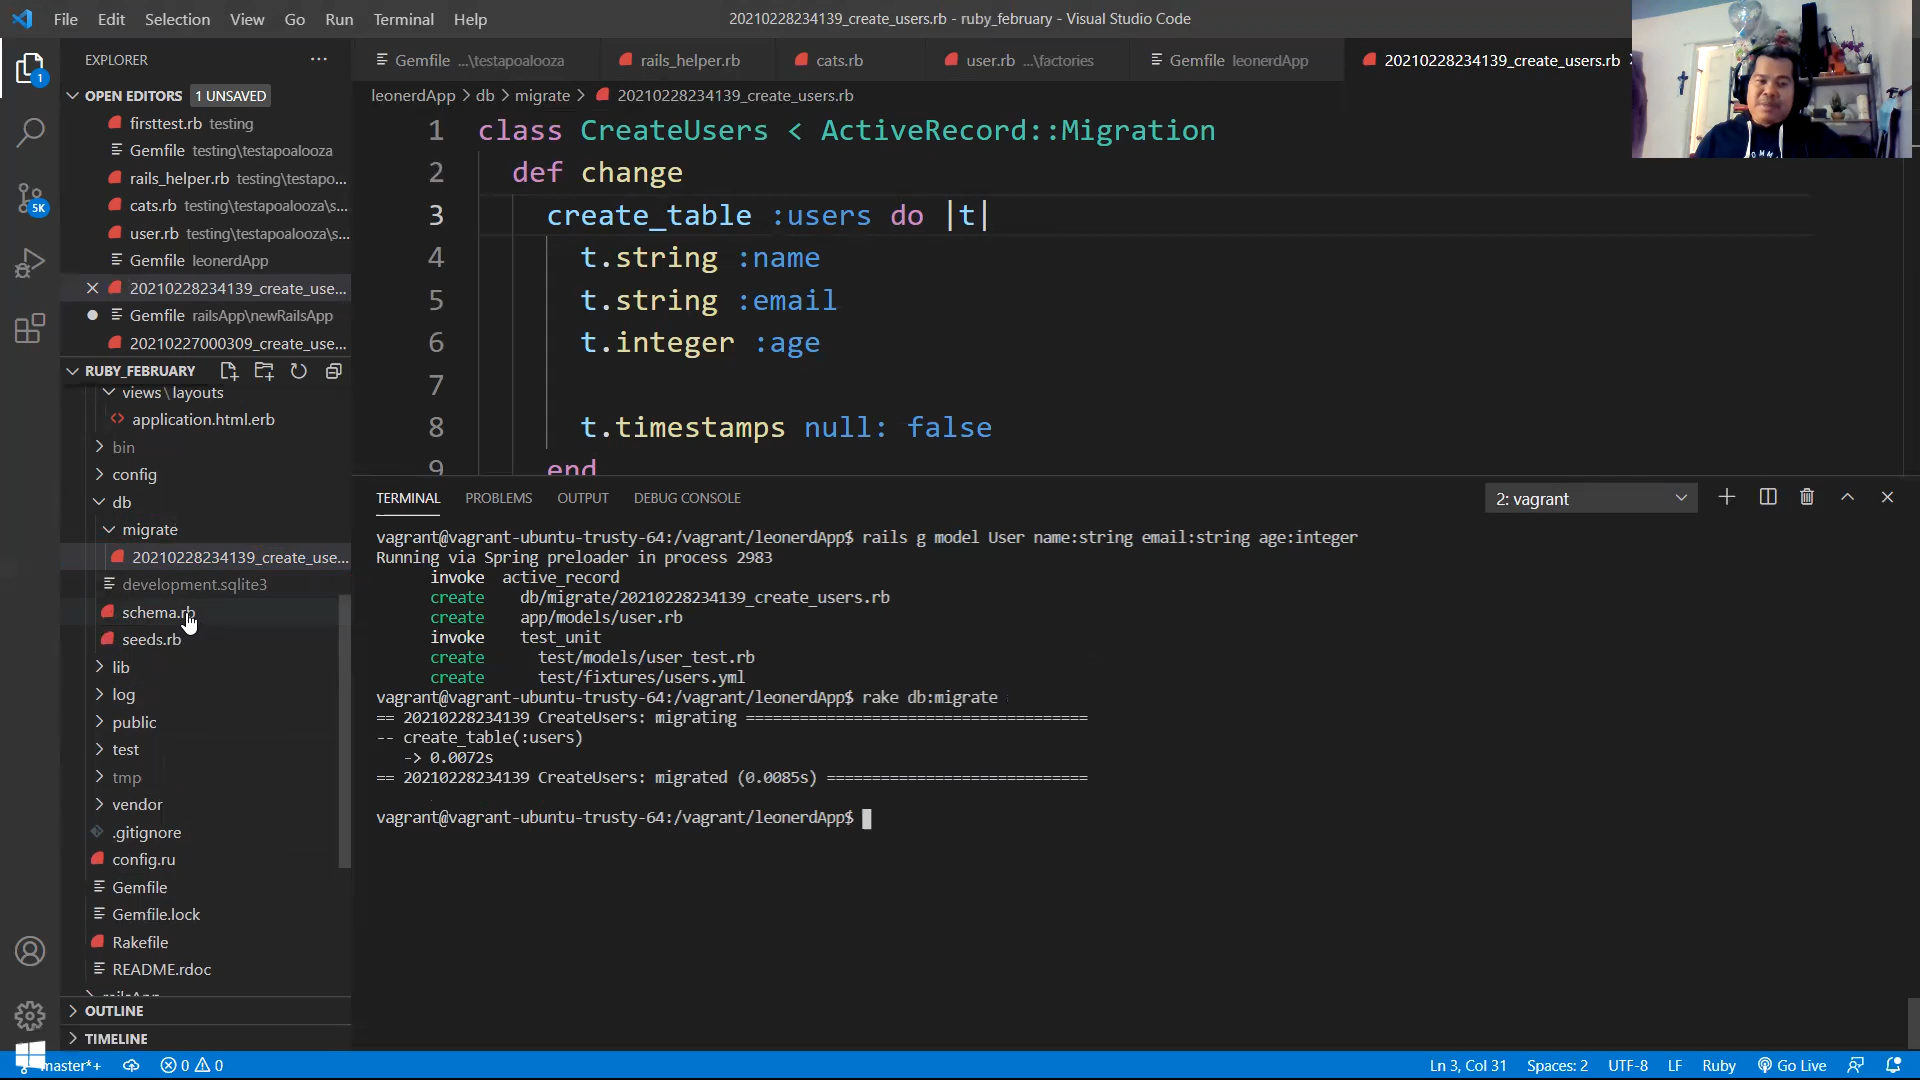 File Edit Selection View Go Run Terminal Help
20210228234139_create_users.rb - ruby_february - Visual Studio Code
EXPLORER
Gemfile ...\testapoalooza
rails_helper.rb
cats.rb
user.rb ...\factories
Gemfile leonerdApp
20210228234139_create_users.rb
1
OPEN EDITORS 1 UNSAVED
leonerdApp > db > migrate > 20210228234139_create_users.rb
firsttest.rb testing
Gemfile testing\testapoalooza
rails_helper.rb testing\testapo...
cats.rb testing\testapoalooza\s...
5K
user.rb testing\testapoalooza\s...
Gemfile leonerdApp
20210228234139_create_use...
Gemfile railsApp\newRailsApp
20210227000309_create_use...
1 class CreateUsers < ActiveRecord::Migration
2 def change
3 create_table :users do |t|
4 t.string :name
5 t.string :email
6 t.integer :age
7
8 t.timestamps null: false
9 end
RUBY_FEBRUARY
views\layouts
application.html.erb
bin
config
db
migrate
20210228234139_create_use...
development.sqlite3
schema.rb
seeds.rb
lib
log
public
test
tmp
vendor
.gitignore
config.ru
Gemfile
Gemfile.lock
Rakefile
README.rdoc
railsApp
OUTLINE
TIMELINE
TERMINAL PROBLEMS OUTPUT DEBUG CONSOLE
2: vagrant
vagrant@vagrant-ubuntu-trusty-64:/vagrant/leonerdApp$ rails g model User name:string email:string age:integer
Running via Spring preloader in process 2983
invoke active_record
create db/migrate/20210228234139_create_users.rb
create app/models/user.rb
invoke test_unit
create test/models/user_test.rb
create test/fixtures/users.yml
vagrant@vagrant-ubuntu-trusty-64:/vagrant/leonerdApp$ rake db:migrate
== 20210228234139 CreateUsers: migrating ======================================
-- create_table(:users)
-> 0.0072s
== 20210228234139 CreateUsers: migrated (0.0085s) =============================
vagrant@vagrant-ubuntu-trusty-64:/vagrant/leonerdApp$
master*+
0 0
Ln 3, Col 31 Spaces: 2 UTF-8 LF Ruby Go Live